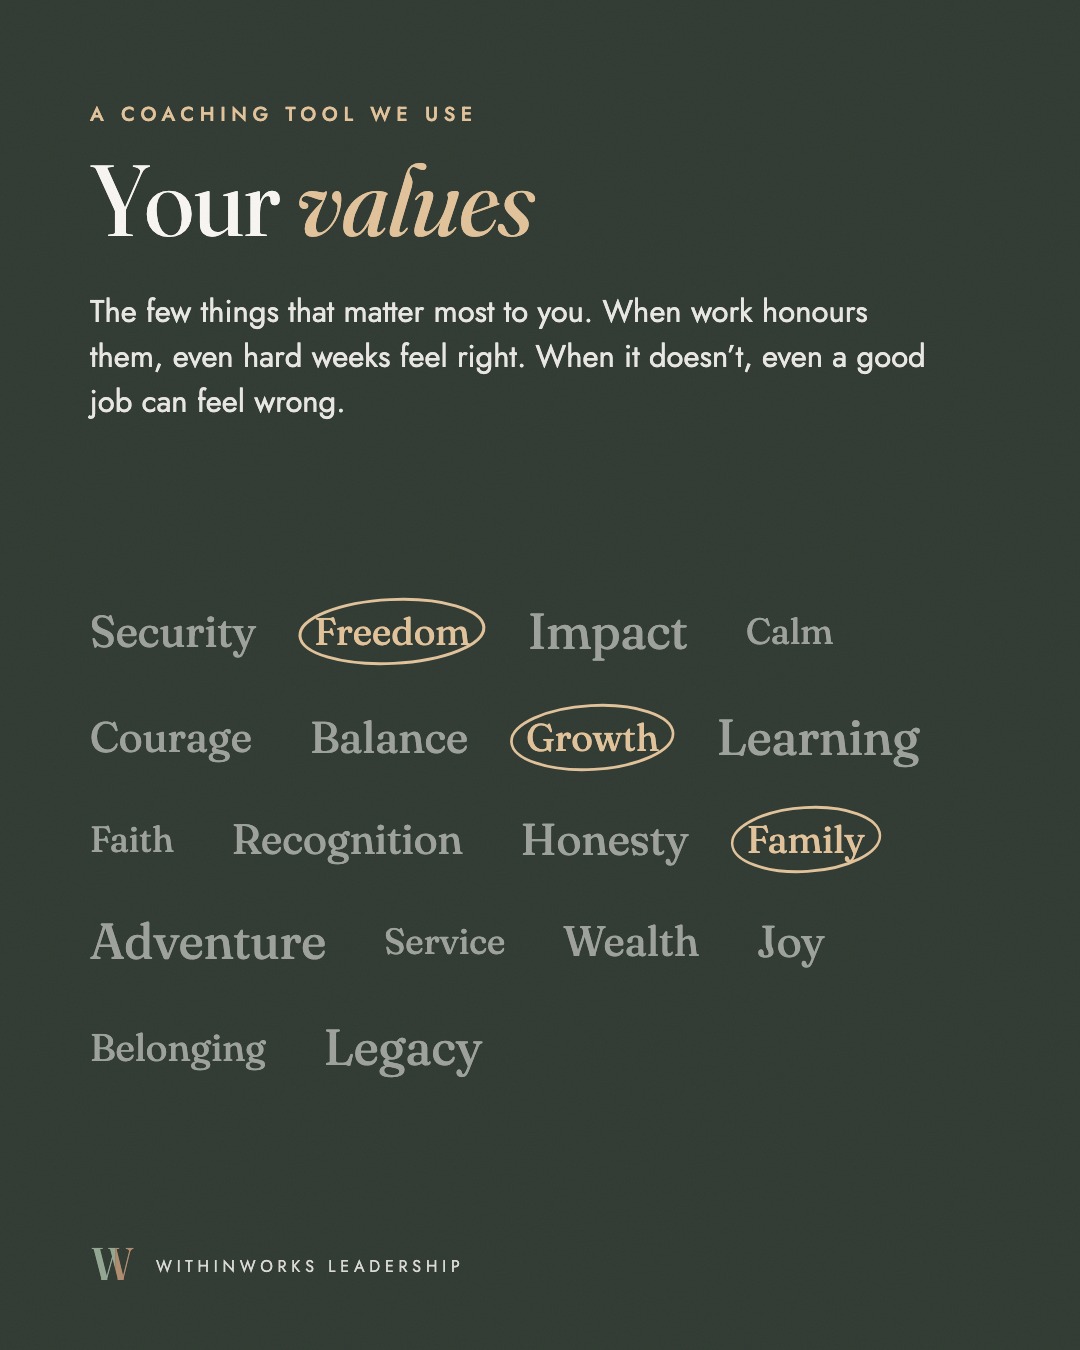 A COACHING TOOL WE USE
Your values
The few things that matter most to you. When work honours
them, even hard weeks feel right. When it doesn’t, even a good
job can feel wrong.
Security Freedom Impact Calm
Courage Balance Growth Learning
Faith Recognition Honesty Family
Adventure Service Wealth Joy
Belonging Legacy
W WITHINWORKS LEADERSHIP